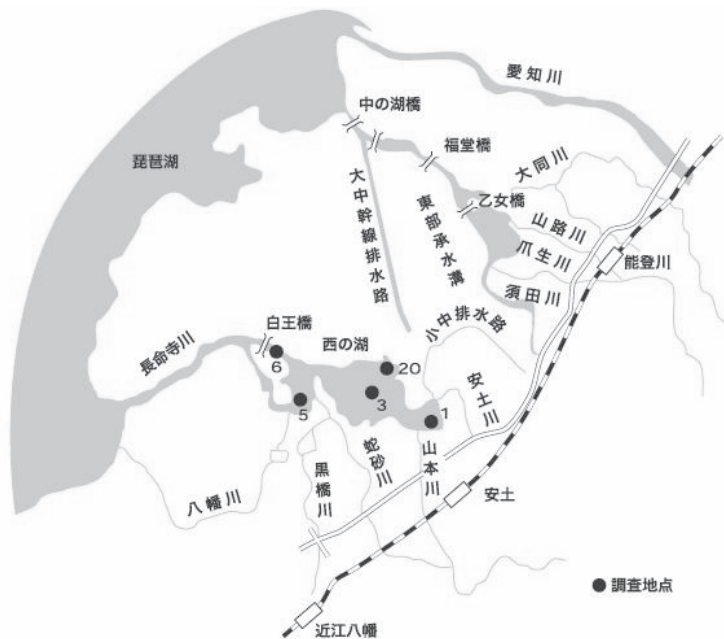 愛知川
中の湖橋
福堂橋
琵琶湖
大同川
大中幹線排水路
東部承水溝
乙女橋
山路川
爪生川
能登川
須田川
小中排水路
白王橋
西の湖
長命寺川
6
20
安土川
3
5
1
山本川
蛇砂川
黒橋川
八幡川
安土
調査地点
近江八幡